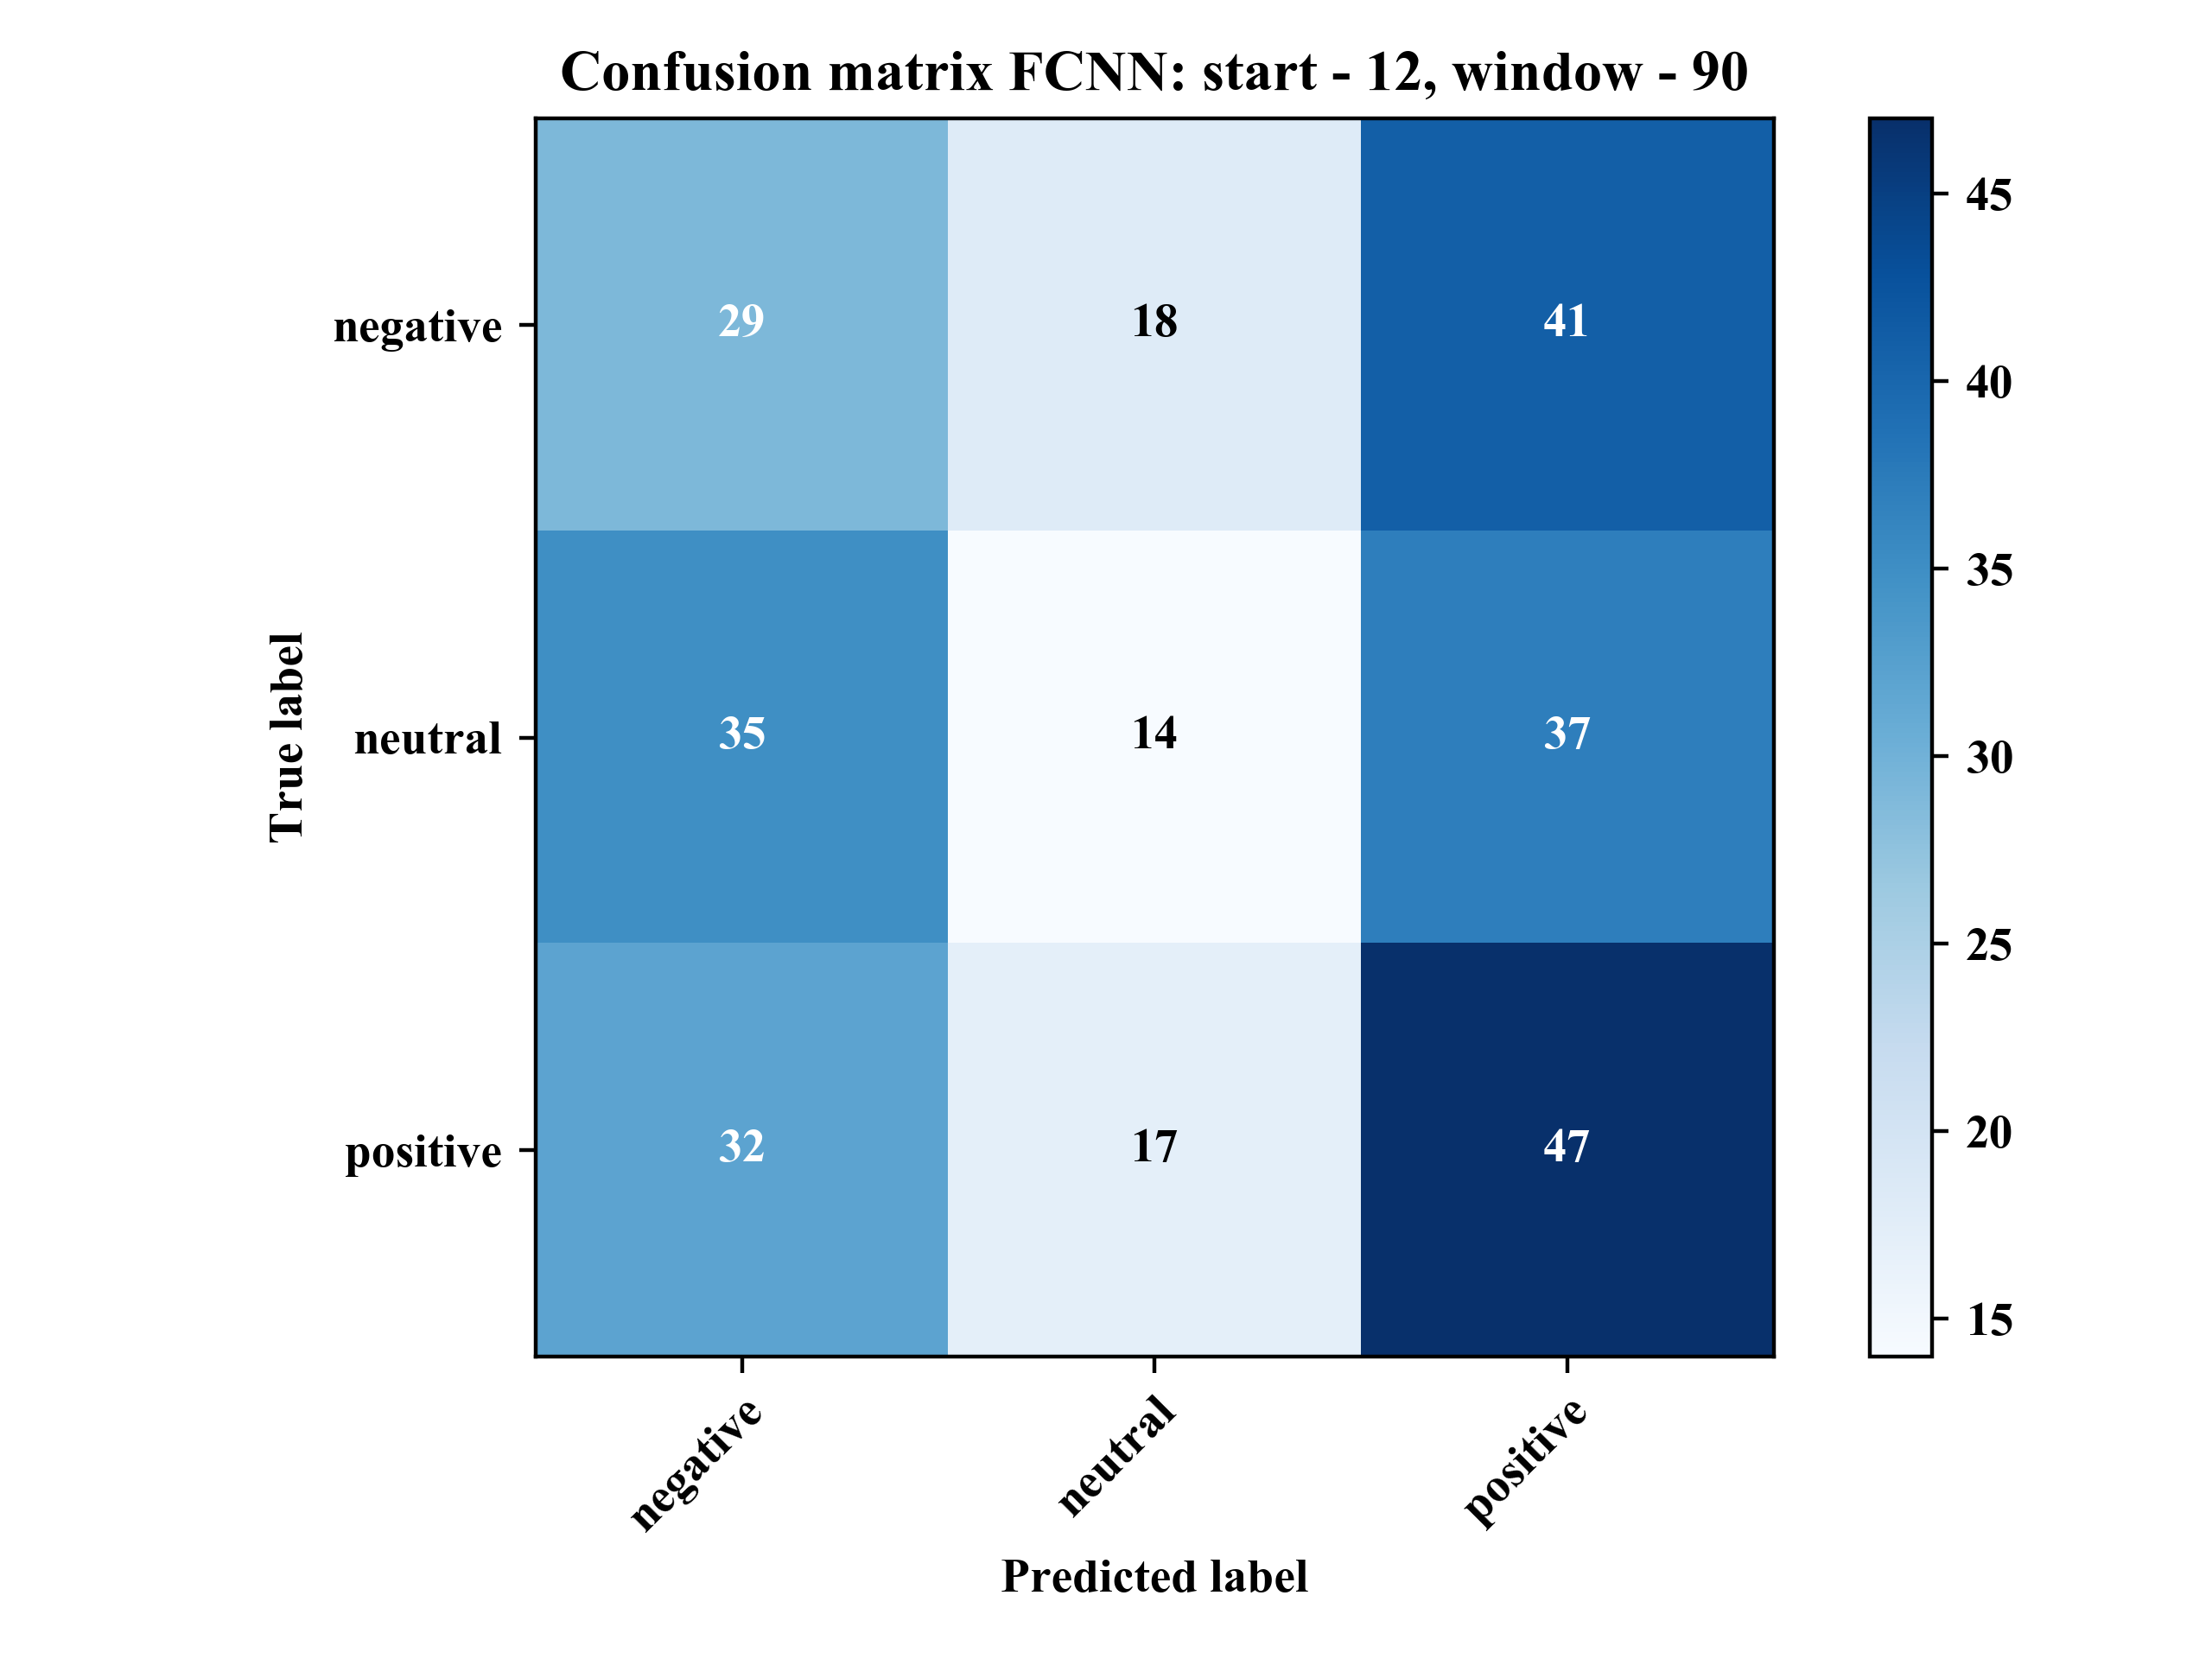 Confusion matrix FCNN: start - 12, window - 90
True label
negative
neutral
positive
29 18 41
35 14 37
32 17 47
negative
neutral
positive
Predicted label
45
40
35
30
25
20
15